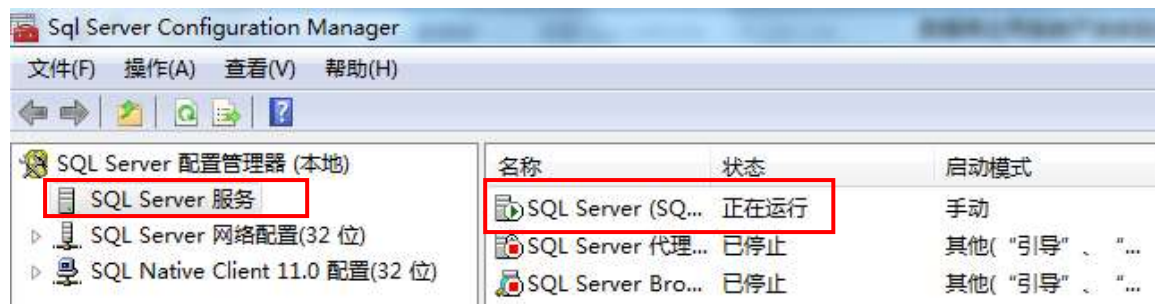 Sql Server Configuration Manager
文件(F) 操作(A) 查看(V) 帮助(H)
SQL Server 配置管理器 (本地)
SQL Server 服务
SQL Server 网络配置(32 位)
SQL Native Client 11.0 配置(32 位)
名称 状态 启动模式
SQL Server (SQ... 正在运行 手动
SQL Server 代理... 已停止 其他(“引导”、“...
SQL Server Bro... 已停止 其他(“引导”、“...